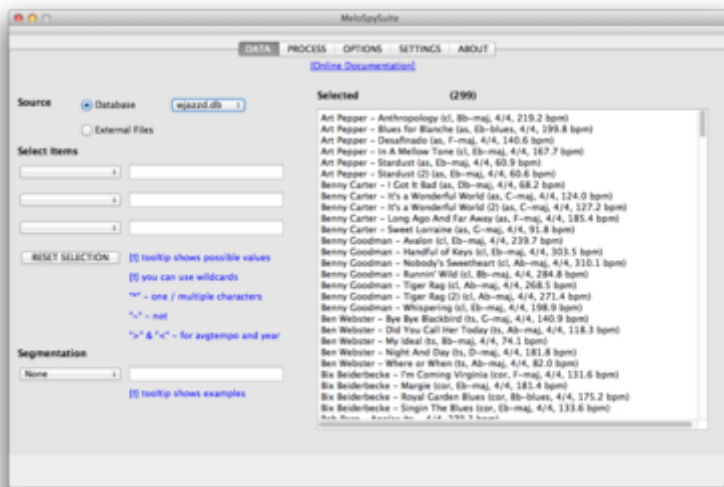 MeloSpySuite
DATA PROCESS OPTIONS SETTINGS ABOUT
[Online Documentation]
Source
Database
wjazzd.db
External Files
Select Items
RESET SELECTION
[!] tooltip shows possible values
[!] you can use wildcards
"*" - one / multiple characters
"~" - not
">" & "<" - for avgtempo and year
Segmentation
None
[!] tooltip shows examples
Selected (299)
Art Pepper - Anthropology (cl, Bb-maj, 4/4, 219.2 bpm)
Art Pepper - Blues for Blanche (as, Eb-blues, 4/4, 199.8 bpm)
Art Pepper - Desafinado (as, F-maj, 4/4, 140.6 bpm)
Art Pepper - In A Mellow Tone (cl, Eb-maj, 4/4, 167.7 bpm)
Art Pepper - Stardust (as, Eb-maj, 4/4, 60.9 bpm)
Art Pepper - Stardust (2) (as, Eb-maj, 4/4, 60.6 bpm)
Benny Carter - I Got It Bad (as, Db-maj, 4/4, 68.2 bpm)
Benny Carter - It's a Wonderful World (as, C-maj, 4/4, 124.0 bpm)
Benny Carter - It's a Wonderful World (2) (as, C-maj, 4/4, 127.2 bpm)
Benny Carter - Long Ago And Far Away (as, F-maj, 4/4, 185.4 bpm)
Benny Carter - Sweet Lorraine (as, G-maj, 4/4, 91.8 bpm)
Benny Goodman - Avalon (cl, Eb-maj, 4/4, 239.7 bpm)
Benny Goodman - Handful of Keys (cl, Eb-maj, 4/4, 303.5 bpm)
Benny Goodman - Nobody's Sweetheart (cl, Ab-maj, 4/4, 310.1 bpm)
Benny Goodman - Runnin' Wild (cl, Bb-maj, 4/4, 284.8 bpm)
Benny Goodman - Tiger Rag (cl, Ab-maj, 4/4, 268.5 bpm)
Benny Goodman - Tiger Rag (2) (cl, Ab-maj, 4/4, 271.4 bpm)
Benny Goodman - Whispering (cl, Eb-maj, 4/4, 198.9 bpm)
Ben Webster - Bye Bye Blackbird (ts, G-maj, 4/4, 140.9 bpm)
Ben Webster - Did You Call Her Today (ts, Ab-maj, 4/4, 118.3 bpm)
Ben Webster - My Ideal (ts, Bb-maj, 4/4, 74.1 bpm)
Ben Webster - Night And Day (ts, D-maj, 4/4, 181.8 bpm)
Ben Webster - Where or When (ts, Ab-maj, 4/4, 82.0 bpm)
Bix Beiderbecke - I'm Coming Virginia (cor, F-maj, 4/4, 131.6 bpm)
Bix Beiderbecke - Margie (cor, Eb-maj, 4/4, 181.4 bpm)
Bix Beiderbecke - Royal Garden Blues (cor, Bb-blues, 4/4, 175.2 bpm)
Bix Beiderbecke - Singin The Blues (cor, Eb-maj, 4/4, 133.6 bpm)